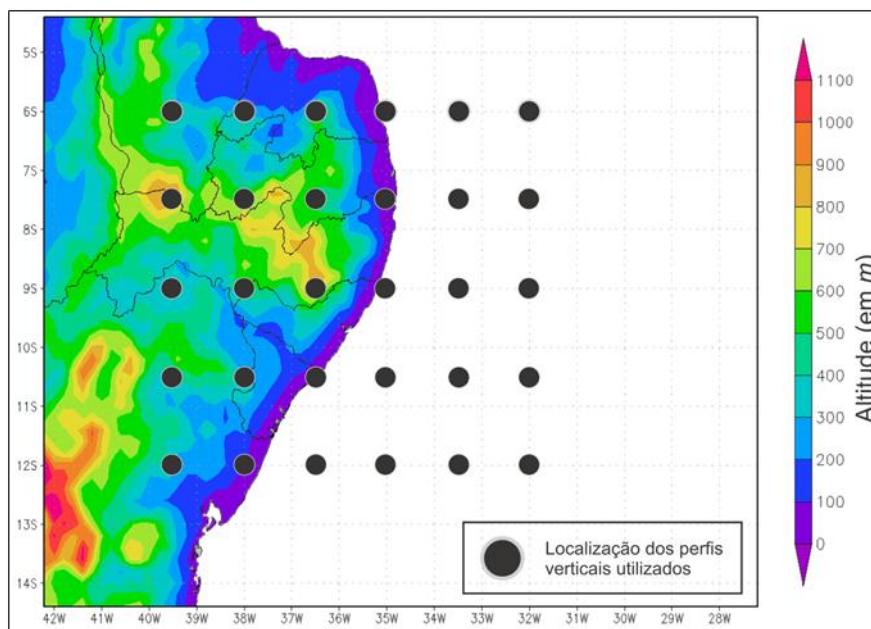 5S
6S
7S
8S
9S
10S
11S
12S
13S
14S
42W 41W 40W 39W 38W 37W 36W 35W 34W 33W 32W 31W 30W 29W 28W
1100
1000
900
800
700
600
500
400
300
200
100
0
Altitude (em m)
Localização dos perfis
verticais utilizados